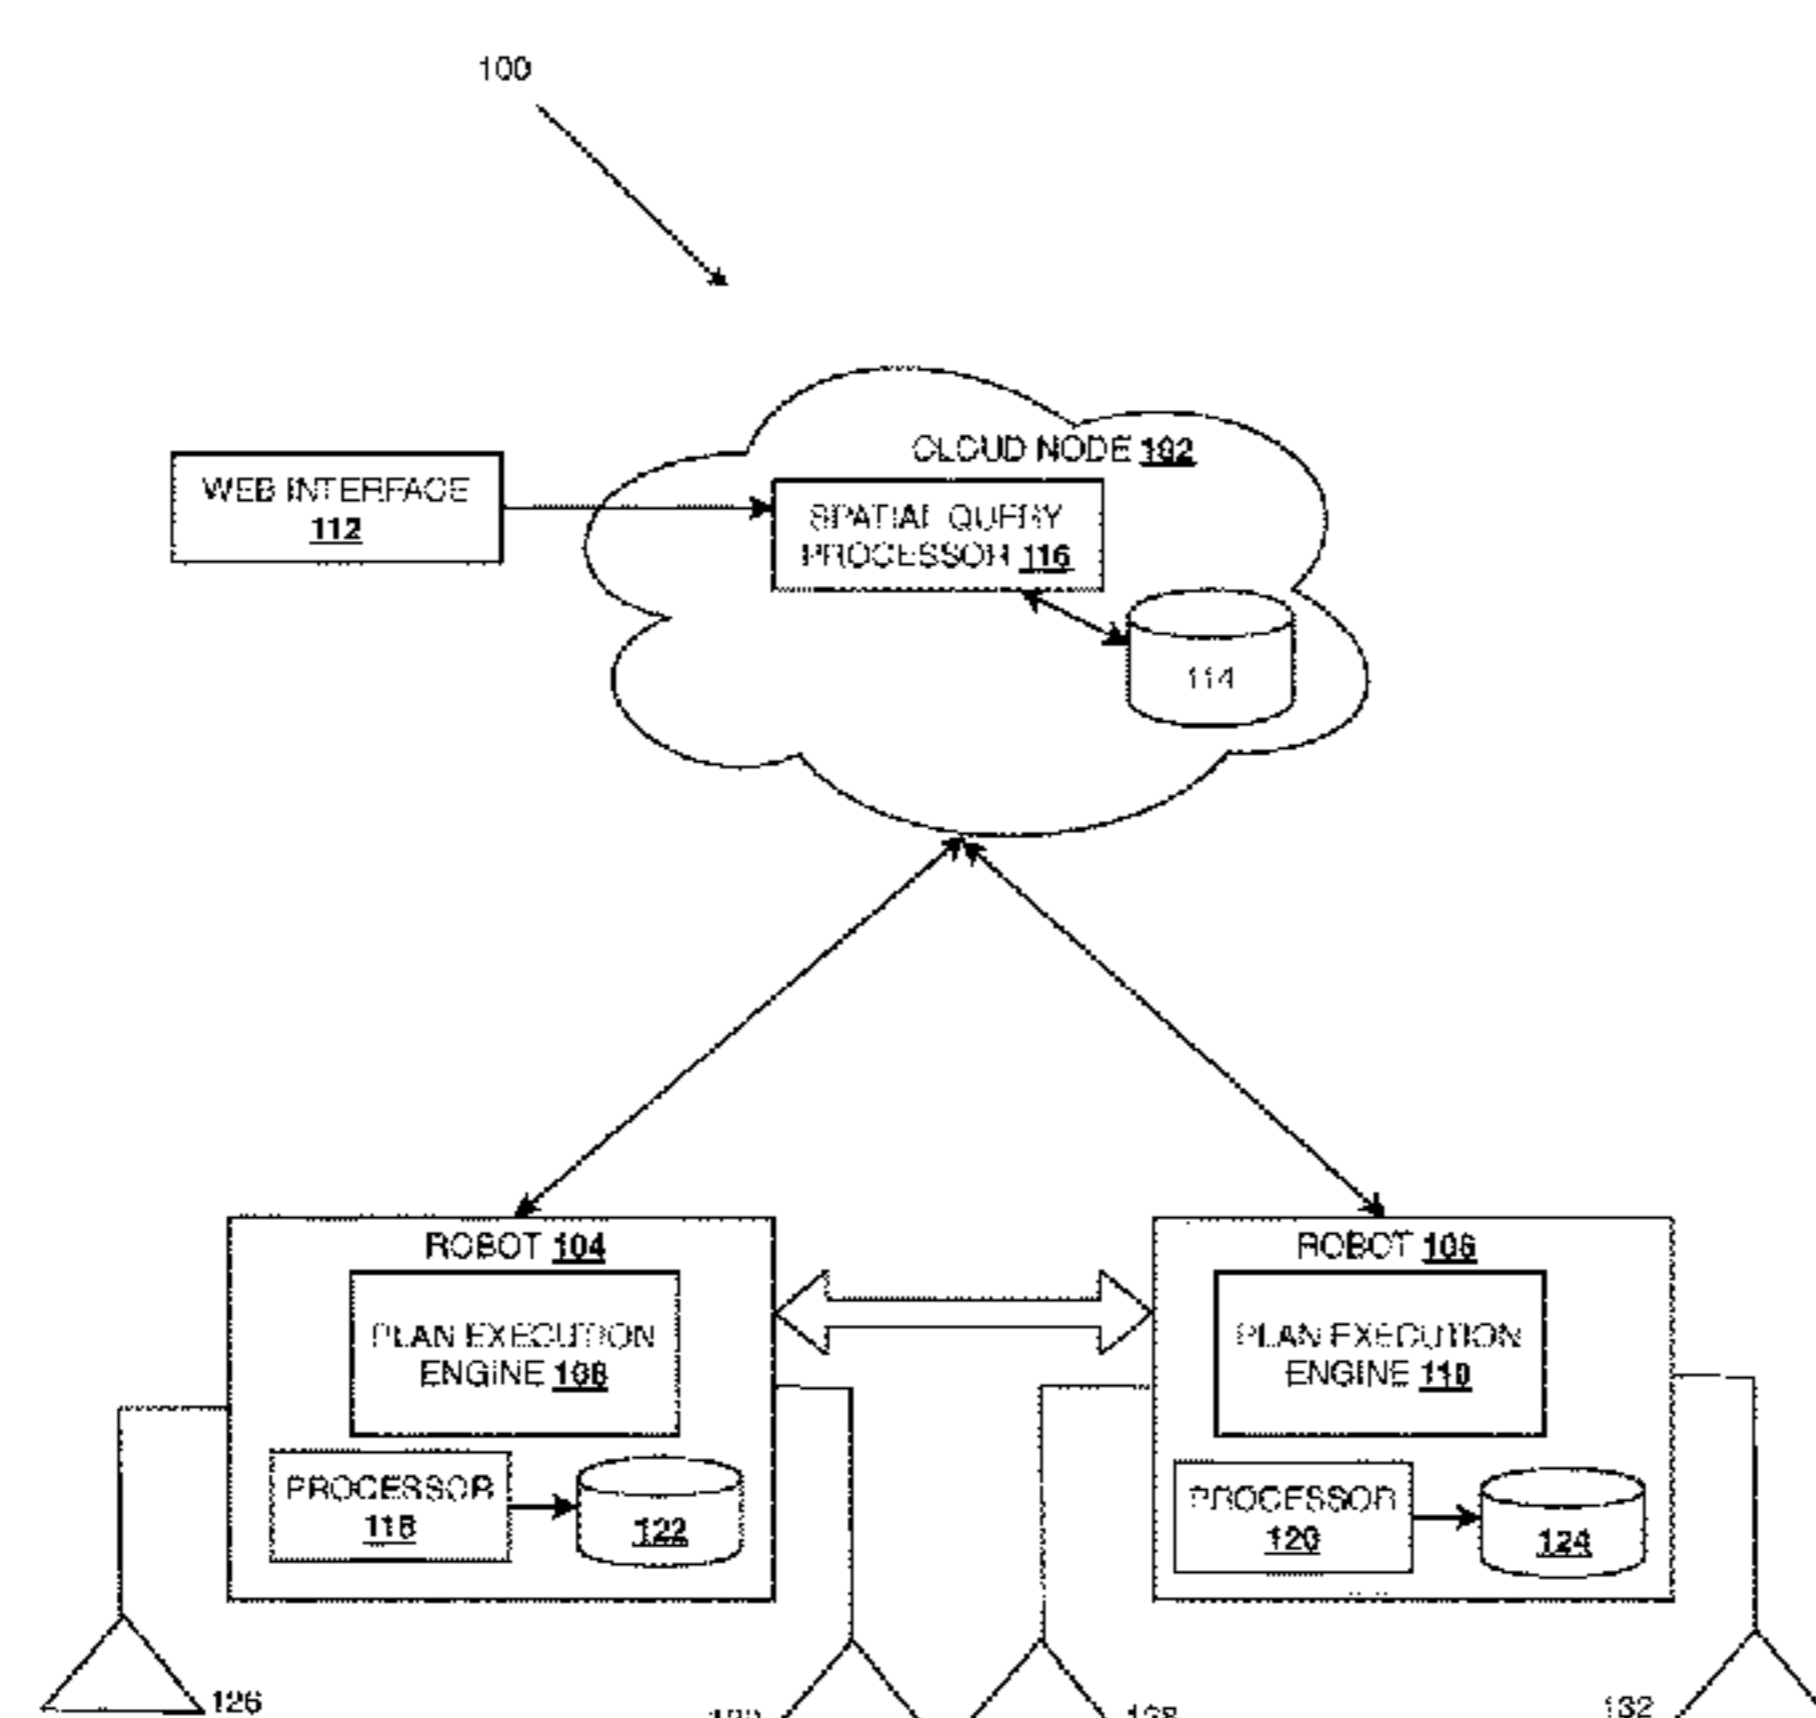 100
CLOUD NODE 102
WEB INTERFACE
112
SPATIAL QUERY
PROCESSOR 116
114
ROBOT 104
ROBOT 106
PLAN EXECUTION
ENGINE 108
PLAN EXECUTION
ENGINE 110
PROCESSOR
118
122
PROCESSOR
120
124
126
132